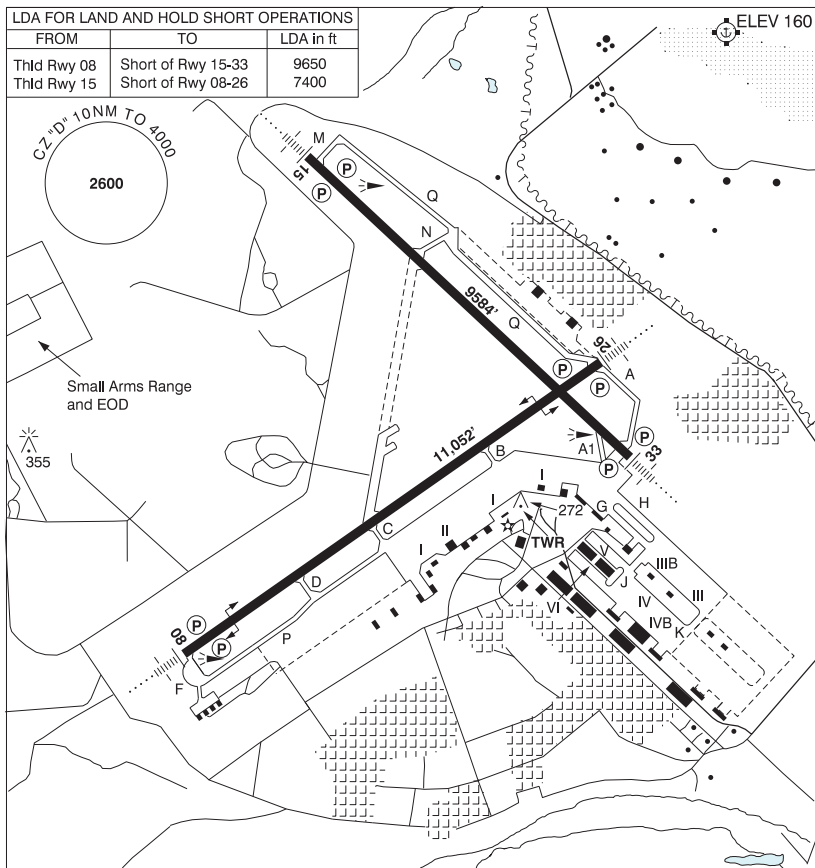 LDA FOR LAND AND HOLD SHORT OPERATIONS
FROM TO LDA in ft
Thld Rwy 08 Short of Rwy 15-33 9650
Thld Rwy 15 Short of Rwy 08-26 7400
ELEV 160
CZ "D" 10NM TO 4000
2600
M
15
P
P
Q
N
9584'
Q
26
A
P
P
Small Arms Range
and EOD
355
11,052'
B
P
A1
P
33
H
I
I
272
G
C
II
TWR
I
V
IIIB
III
J
D
VI
IV
IVB
K
P
08
P
P
F